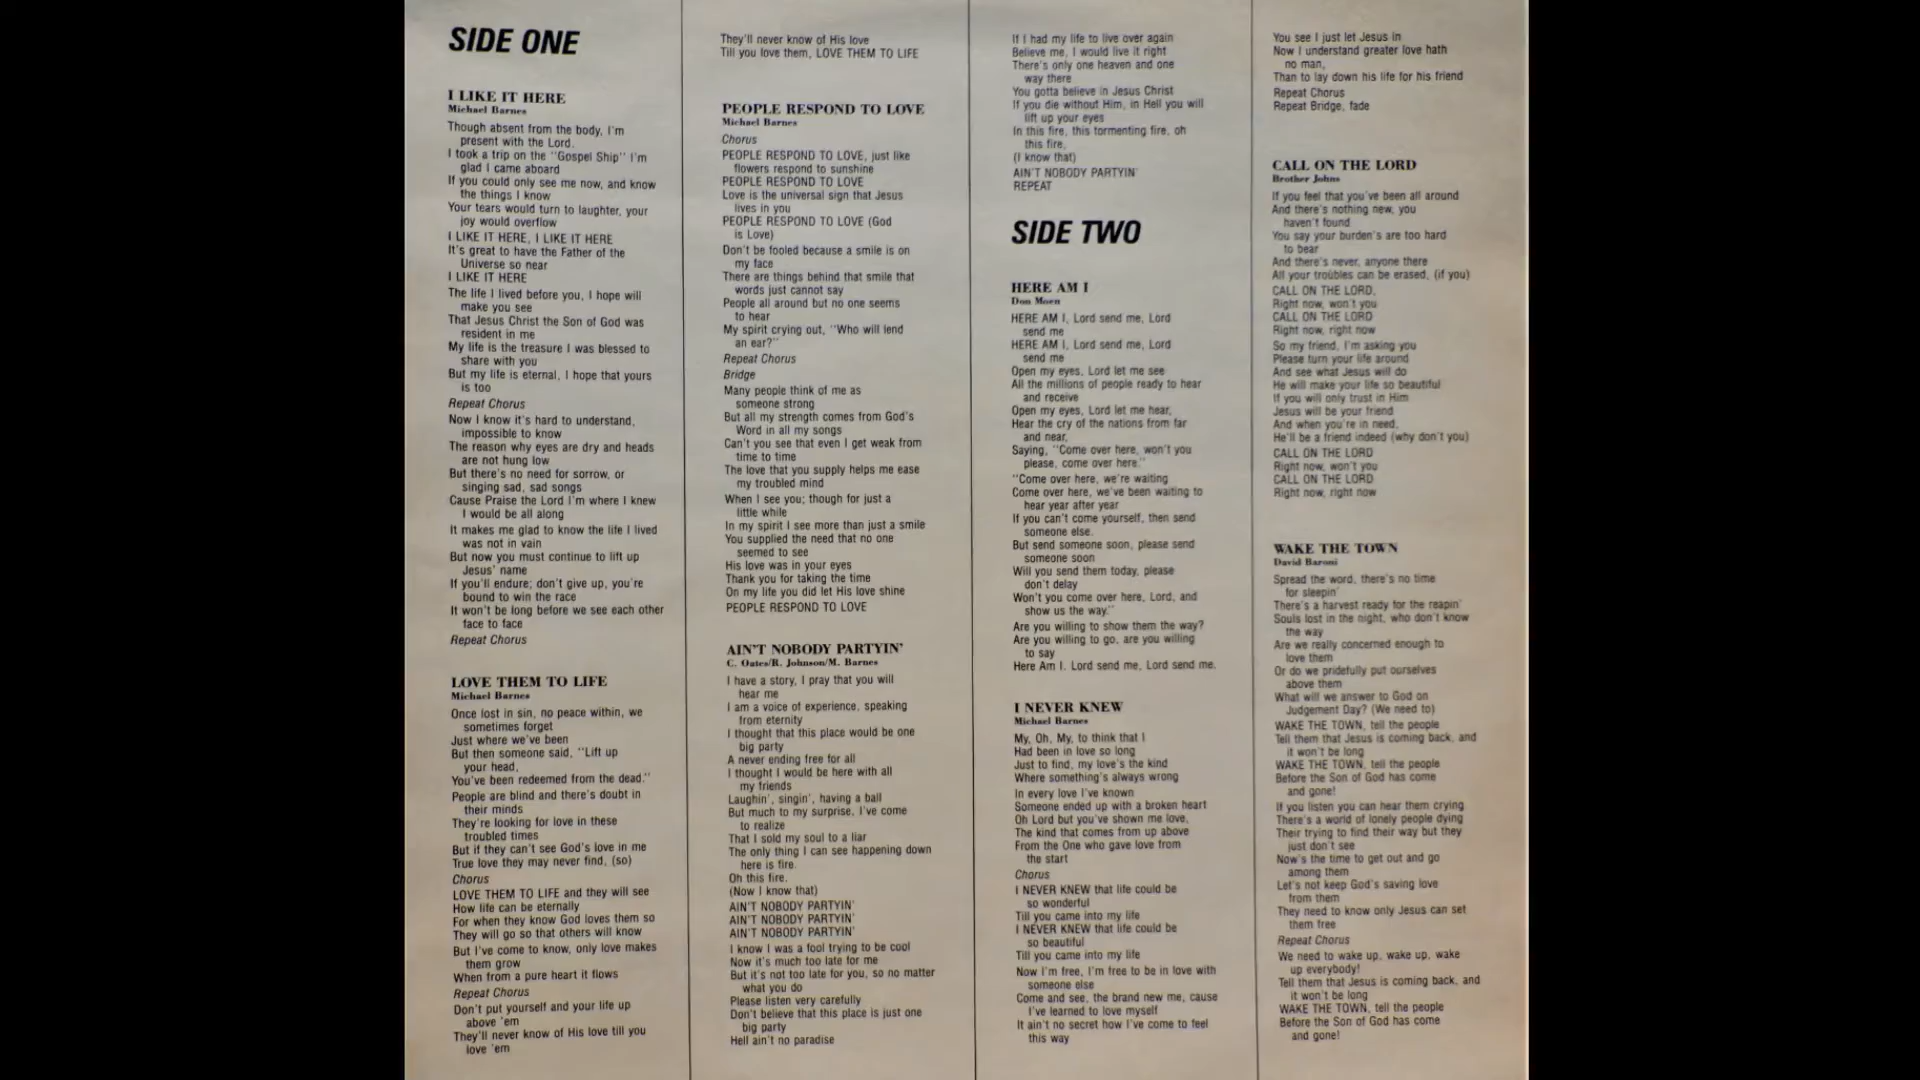 SIDE ONE
I LIKE IT HERE
Michael Barnes
Though absent from the body, I'm
present with the Lord.
I took a trip on the "Gospel Ship" I'm
glad I came aboard
If you could only see me now, and know
the things I know
Your tears would turn to laughter, your
joy would overflow
I LIKE IT HERE, I LIKE IT HERE
It's great to have the Father of the
Universe so near
I LIKE IT HERE
The life I lived before you, I hope will
make you see
That Jesus Christ the Son of God was
resident in me
My life is the treasure I was blessed to
share with you
But my life is eternal, I hope that yours
is too
Repeat Chorus
Now I know it's hard to understand,
impossible to know
The reason why eyes are dry and heads
are not hung low
But there's no need for sorrow, or
singing sad, sad songs
Cause Praise the Lord I'm where I knew
I would be all along
It makes me glad to know the life I lived
was not in vain
But now you must continue to lift up
Jesus' name
If you'll endure; don't give up, you're
bound to win the race
It won't be long before we see each other
face to face
Repeat Chorus
LOVE THEM TO LIFE
Michael Barnes
Once lost in sin, no peace within, we
sometimes forget
Just where we've been
But then someone said, "Lift up
your head,
You've been redeemed from the dead."
People are blind and there's doubt in
their minds
They're looking for love in these
troubled times
But if they can't see God's love in me
True love they may never find, (so)
Chorus
LOVE THEM TO LIFE and they will see
How life can be eternally
For when they know God loves them so
They will go so that others will know
But I've come to know, only love makes
them grow
When from a pure heart it flows
Repeat Chorus
Don't put yourself and your life up
above 'em
They'll never know of His love till you
love 'em
They'll never know of His love
Till you love them, LOVE THEM TO LIFE
PEOPLE RESPOND TO LOVE
Michael Barnes
Chorus
PEOPLE RESPOND TO LOVE, just like
flowers respond to sunshine
PEOPLE RESPOND TO LOVE
Love is the universal sign that Jesus
lives in you
PEOPLE RESPOND TO LOVE (God
is Love)
Don't be fooled because a smile is on
my face
There are things behind that smile that
words just cannot say
People all around but no one seems
to hear
My spirit crying out, "Who will lend
an ear?"
Repeat Chorus
Bridge
Many people think of me as
someone strong
But all my strength comes from God's
Word in all my songs
Can't you see that even I get weak from
time to time
The love that you supply helps me ease
my troubled mind
When I see you; though for just a
little while
In my spirit I see more than just a smile
You supplied the need that no one
seemed to see
His love was in your eyes
Thank you for taking the time
On my life you did let His love shine
PEOPLE RESPOND TO LOVE
AIN'T NOBODY PARTYIN'
C. Oates/R. Johnson/M. Barnes
I have a story, I pray that you will
hear me
I am a voice of experience, speaking
from eternity
I thought that this place would be one
big party
A never ending free for all
I thought I would be here with all
my friends
Laughin', singin', having a ball
But much to my surprise, I've come
to realize
That I sold my soul to a liar
The only thing I can see happening down
here is fire.
Oh this fire.
(Now I know that)
AIN'T NOBODY PARTYIN'
AIN'T NOBODY PARTYIN'
AIN'T NOBODY PARTYIN'
I know I was a fool trying to be cool
Now it's much too late for me
But it's not too late for you, so no matter
what you do
Please listen very carefully
Don't believe that this place is just one
big party
Hell ain't no paradise
If I had my life to live over again
Believe me, I would live it right
There's only one heaven and one
way there
You gotta believe in Jesus Christ
If you die without Him, in Hell you will
lift up your eyes
In this fire, this tormenting fire, oh
this fire,
(I know that)
AIN'T NOBODY PARTYIN'
REPEAT
SIDE TWO
HERE AM I
Don Moen
HERE AM I, Lord send me, Lord
send me
HERE AM I, Lord send me, Lord
send me
Open my eyes, Lord let me see
All the millions of people ready to hear
and receive
Open my eyes, Lord let me hear,
Hear the cry of the nations from far
and near,
Saying, "Come over here, won't you
please, come over here."
"Come over here, we're waiting
Come over here, we've been waiting to
hear year after year
If you can't come yourself, then send
someone else.
But send someone soon, please send
someone soon
Will you send them today, please
don't delay
Won't you come over here, Lord, and
show us the way."
Are you willing to show them the way?
Are you willing to go, are you willing
to say
Here Am I. Lord send me, Lord send me.
I NEVER KNEW
Michael Barnes
My, Oh, My, to think that I
Had been in love so long
Just to find, my love's the kind
Where something's always wrong
In every love I've known
Someone ended up with a broken heart
Oh Lord but you've shown me love,
The kind that comes from up above
From the One who gave love from
the start
Chorus
I NEVER KNEW that life could be
so wonderful
Till you came into my life
I NEVER KNEW that life could be
so beautiful
Till you came into my life
Now I'm free, I'm free to be in love with
someone else
Come and see, the brand new me, cause
I've learned to love myself
It ain't no secret how I've come to feel
this way
You see I just let Jesus in
Now I understand greater love hath
no man,
Than to lay down his life for his friend
Repeat Chorus
Repeat Bridge, fade
CALL ON THE LORD
Brother Johns
If you feel that you've been all around
And there's nothing new, you
haven't found
You say your burden's are too hard
to bear
And there's never, anyone there
All your troubles can be erased, (if you)
CALL ON THE LORD,
Right now, won't you
CALL ON THE LORD
Right now, right now
So my friend, I'm asking you
Please turn your life around
And see what Jesus will do
He will make your life so beautiful
If you will only trust in Him
Jesus will be your friend
And when you're in need,
He'll be a friend indeed (why don't you)
CALL ON THE LORD
Right now, won't you
CALL ON THE LORD
Right now, right now
WAKE THE TOWN
David Baroni
Spread the word, there's no time
for sleepin'
There's a harvest ready for the reapin'
Souls lost in the night, who don't know
the way
Are we really concerned enough to
love them
Or do we pridefully put ourselves
above them
What will we answer to God on
Judgement Day? (We need to)
WAKE THE TOWN, tell the people
Tell them that Jesus is coming back, and
it won't be long
WAKE THE TOWN, tell the people
Before the Son of God has come
and gone!
If you listen you can hear them crying
There's a world of lonely people dying
Their trying to find their way but they
just don't see
Now's the time to get out and go
among them
Let's not keep God's saving love
from them
They need to know only Jesus can set
them free
Repeat Chorus
We need to wake up, wake up, wake
up everybody!
Tell them that Jesus is coming back, and
it won't be long
WAKE THE TOWN, tell the people
Before the Son of God has come
and gone!